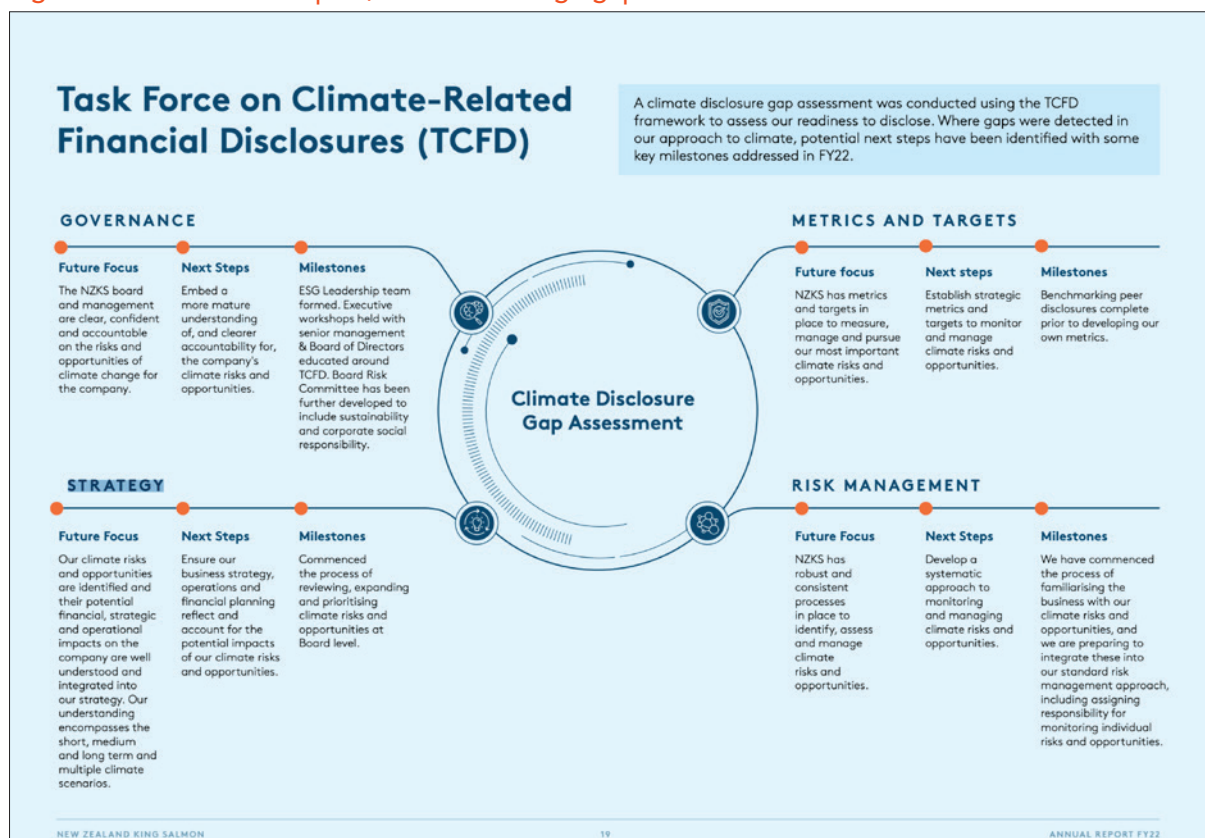 Task Force on Climate-Related
Financial Disclosures (TCFD)
A climate disclosure gap assessment was conducted using the TCFD
framework to assess our readiness to disclose. Where gaps were detected in
our approach to climate, potential next steps have been identified with some
key milestones addressed in FY22.
GOVERNANCE
Future Focus
The NZKS board
and management
are clear, confident
and accountable
on the risks and
opportunities of
climate change for
the company.
Next Steps
Embed a
more mature
understanding
of, and clearer
accountability for,
the company's
climate risks and
opportunities.
Milestones
ESG Leadership team
formed. Executive
workshops held with
senior management
& Board of Directors
educated around
TCFD. Board Risk
Committee has been
further developed to
include sustainability
and corporate social
responsibility.
METRICS AND TARGETS
Future focus
NZKS has metrics
and targets in
place to measure,
manage and pursue
our most important
climate risks and
opportunities.
Next steps
Establish strategic
metrics and
targets to monitor
and manage
climate risks and
opportunities.
Milestones
Benchmarking peer
disclosures complete
prior to developing our
own metrics.
Climate Disclosure
Gap Assessment
STRATEGY
Future Focus
Our climate risks
and opportunities
are identified and
their potential
financial, strategic
and operational
impacts on the
company are well
understood and
integrated into
our strategy. Our
understanding
encompasses the
short, medium
and long term and
multiple climate
scenarios.
Next Steps
Ensure our
business strategy,
operations and
financial planning
reflect and
account for the
potential impacts
of our climate risks
and opportunities.
Milestones
Commenced
the process of
reviewing, expanding
and prioritising
climate risks and
opportunities at
Board level.
RISK MANAGEMENT
Future Focus
NZKS has
robust and
consistent
processes
in place to
identify, assess
and manage
climate
risks and
opportunities.
Next Steps
Develop a
systematic
approach to
monitoring
and managing
climate risks and
opportunities.
Milestones
We have commenced
the process of
familiarising the
business with our
climate risks and
opportunities, and
we are preparing to
integrate these into
our standard risk
management approach,
including assigning
responsibility for
monitoring individual
risks and opportunities.
NEW ZEALAND KING SALMON
19
ANNUAL REPORT FY22